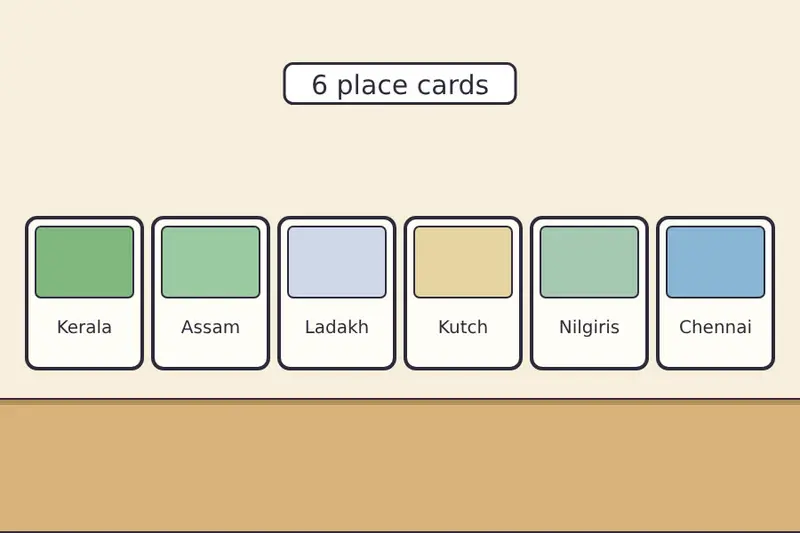 6 place cards
Kerala
Assam
Ladakh
Kutch
Nilgiris
Chennai